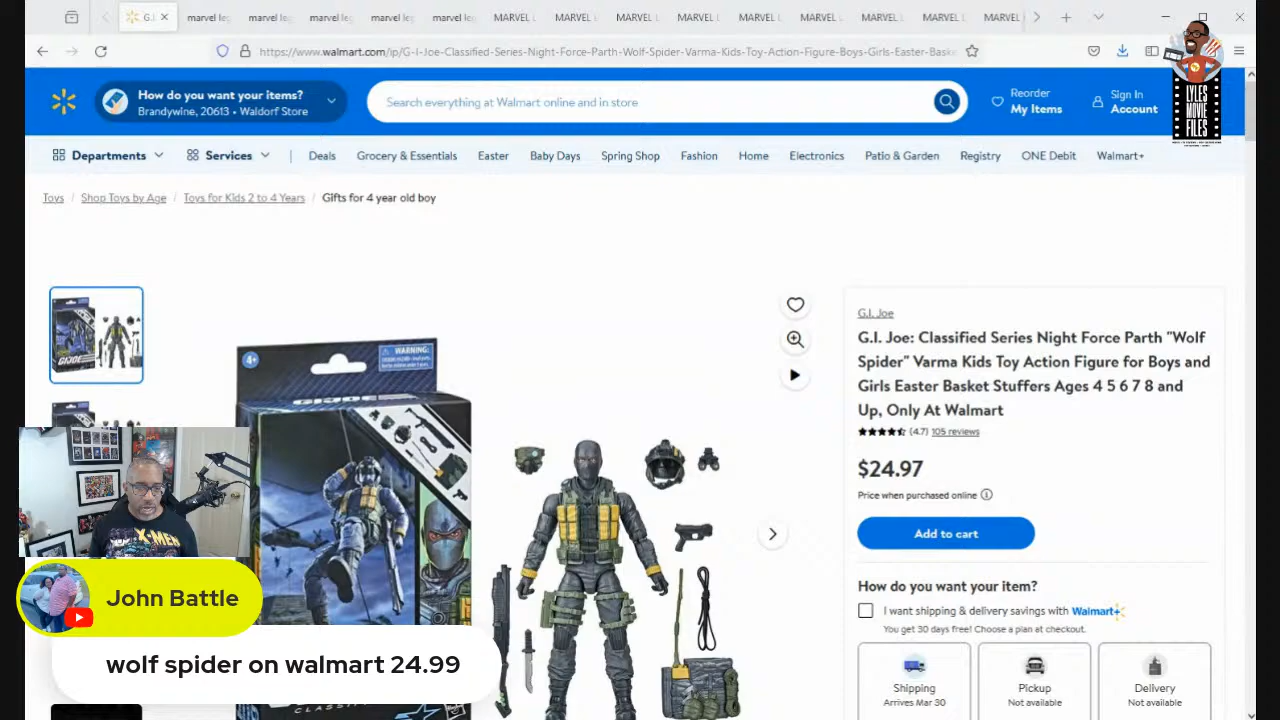 G.I.
marvel leg
marvel leg
marvel leg
marvel leg
marvel leg
MARVEL L
MARVEL L
MARVEL L
MARVEL L
MARVEL L
MARVEL L
MARVEL L
MARVEL L
MARVEL
https://www.walmart.com/ip/G-I-Joe-Classified-Series-Night-Force-Parth-Wolf-Spider-Varma-Kids-Toy-Action-Figure-Boys-Girls-Easter-Bask
How do you want your items?
Brandywine, 20613 • Waldorf Store
Search everything at Walmart online and in store
Reorder
My Items
Sign In
Account
LYLES
MOVIE
FILES
Departments
Services
Deals
Grocery & Essentials
Easter
Baby Days
Spring Shop
Fashion
Home
Electronics
Patio & Garden
Registry
ONE Debit
Walmart+
Toys / Shop Toys by Age / Toys for Kids 2 to 4 Years / Gifts for 4 year old boy
4+
WARNING:
G.I. JOE
CLASSIFIED
X-MEN
G.I. Joe
G.I. Joe: Classified Series Night Force Parth "Wolf
Spider" Varma Kids Toy Action Figure for Boys and
Girls Easter Basket Stuffers Ages 4 5 6 7 8 and
Up, Only At Walmart
(4.7) 105 reviews
$24.97
Price when purchased online
Add to cart
How do you want your item?
I want shipping & delivery savings with Walmart+
You get 30 days free! Choose a plan at checkout.
Shipping
Arrives Mar 30
Pickup
Not available
Delivery
Not available
John Battle
wolf spider on walmart 24.99